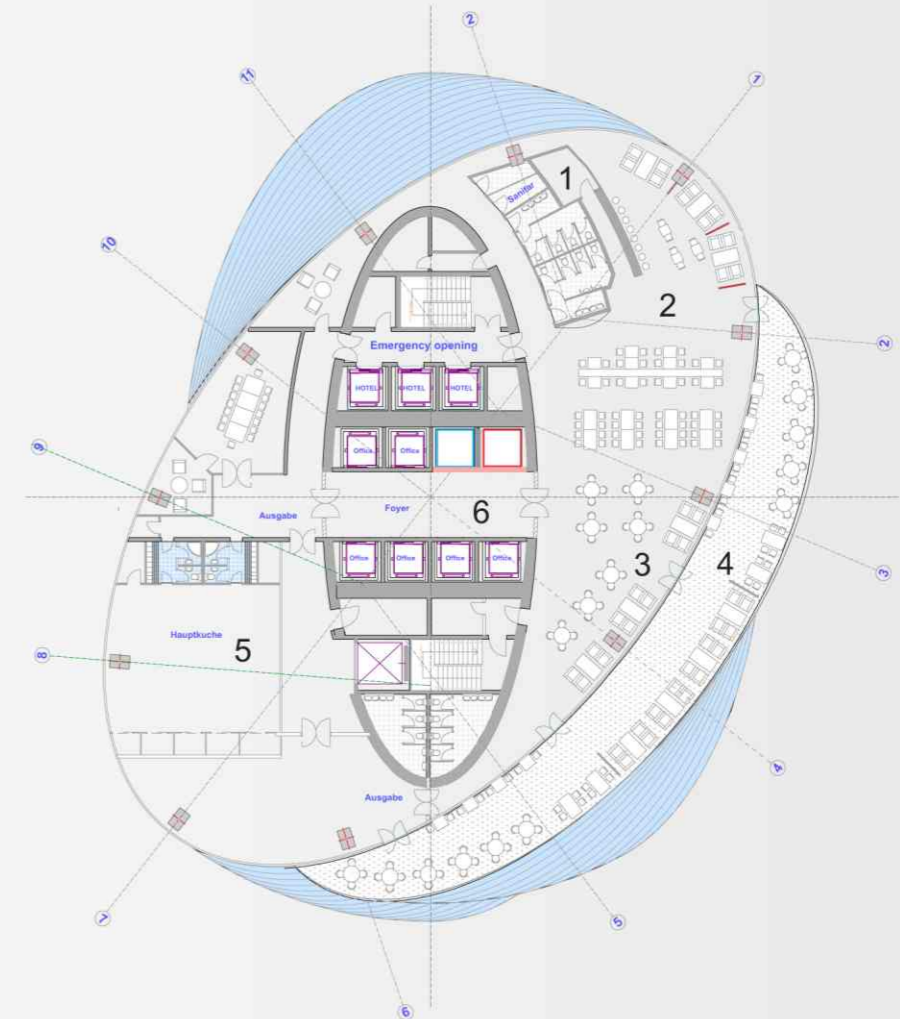 2
11
1
1
Sanitar
10
2
2
Emergency opening
HOTEL
HOTEL
HOTEL
9
Office
Office
Ausgabe
Foyer
6
Office
Office
Office
Office
3
4
3
Hauptkuche
5
8
4
Ausgabe
7
5
6